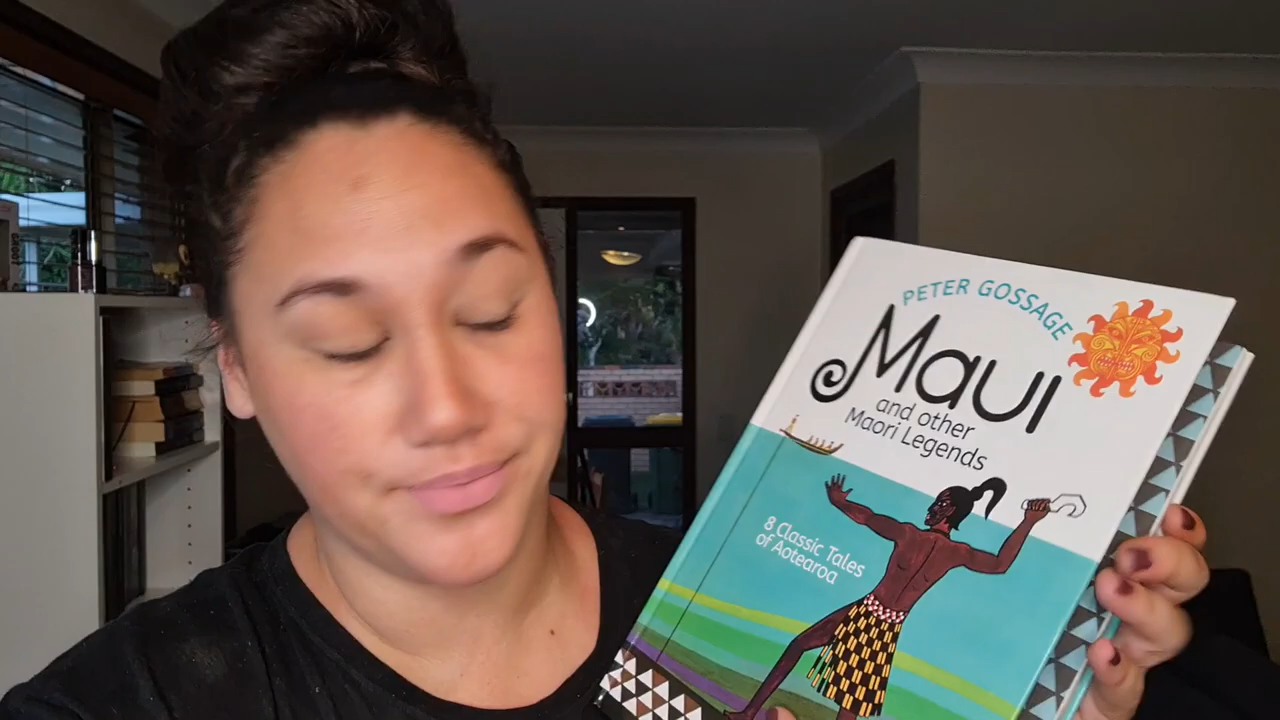 PETER GOSSAGE
Maui
and other
Maori Legends
8 Classic Tales
of Aotearoa